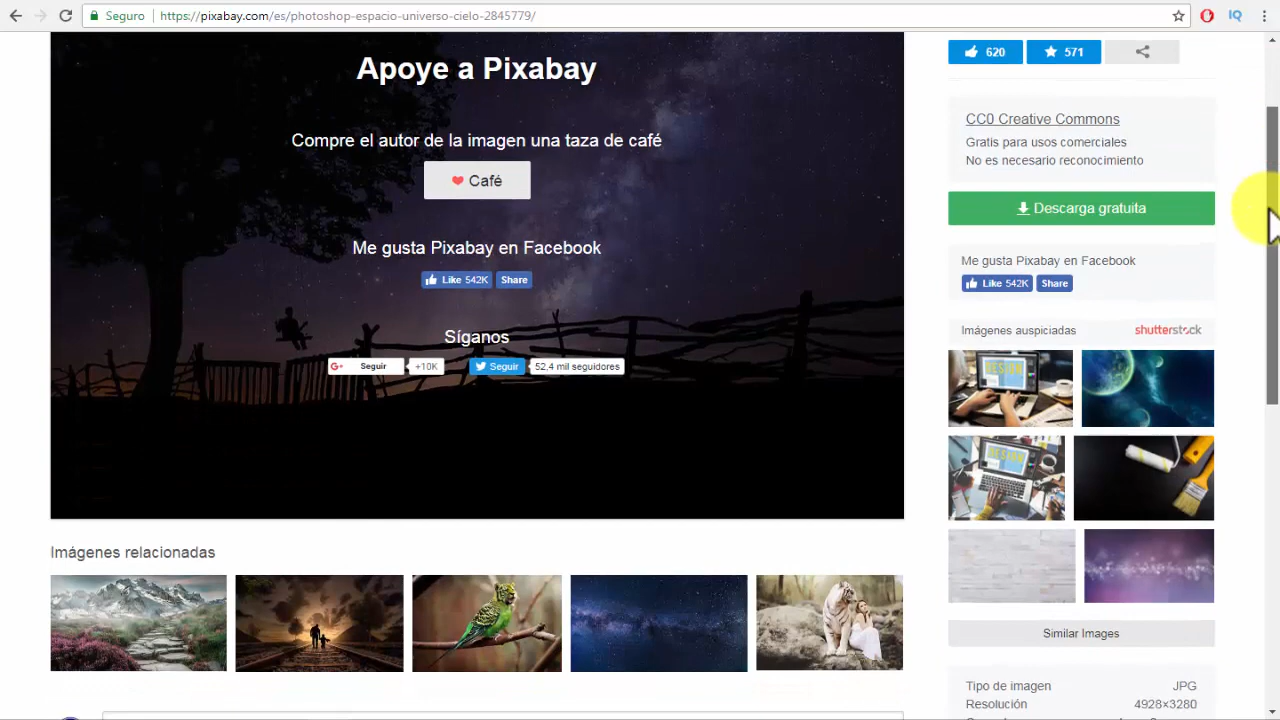 Seguro
https://pixabay.com/es/photoshop-espacio-universo-cielo-2845779/
IQ
Apoye a Pixabay
Compre el autor de la imagen una taza de café
Café
Me gusta Pixabay en Facebook
Like 542K Share
Síganos
Seguir +10K Seguir 52,4 mil seguidores
Imágenes relacionadas
620 571
CC0 Creative Commons
Gratis para usos comerciales
No es necesario reconocimiento
Descarga gratuita
Me gusta Pixabay en Facebook
Like 542K Share
Imágenes auspiciadas shutterstock
DESIGN
DESIGN
Similar Images
Tipo de imagen JPG
Resolución 4928×3280